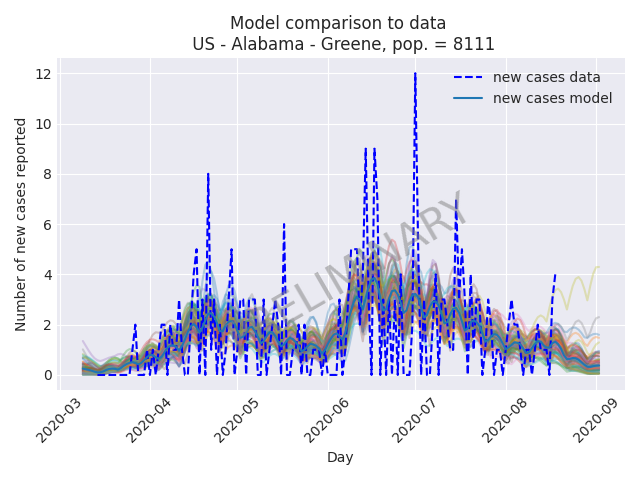 Model comparison to data
US - Alabama - Greene, pop. = 8111
Number of new cases reported
12
10
8
6
4
2
0
new cases data
new cases model
2020-03
2020-04
2020-05
2020-06
2020-07
2020-08
2020-09
Day